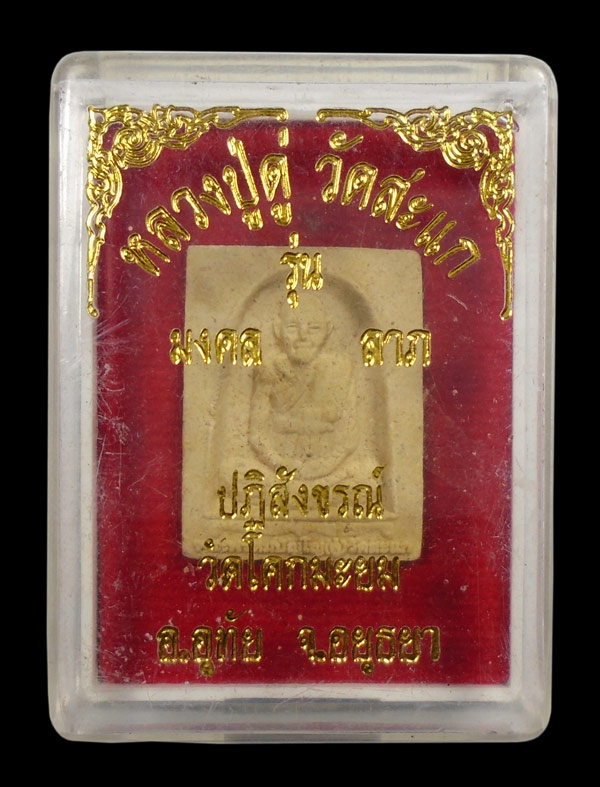 หลวงปู่ดู่ วัดสะแก
รุ่น
มงคล ลาภ
ปฏิสังขรณ์
วัดโคกมะยม
อ.อุทัย จ.อยุธยา